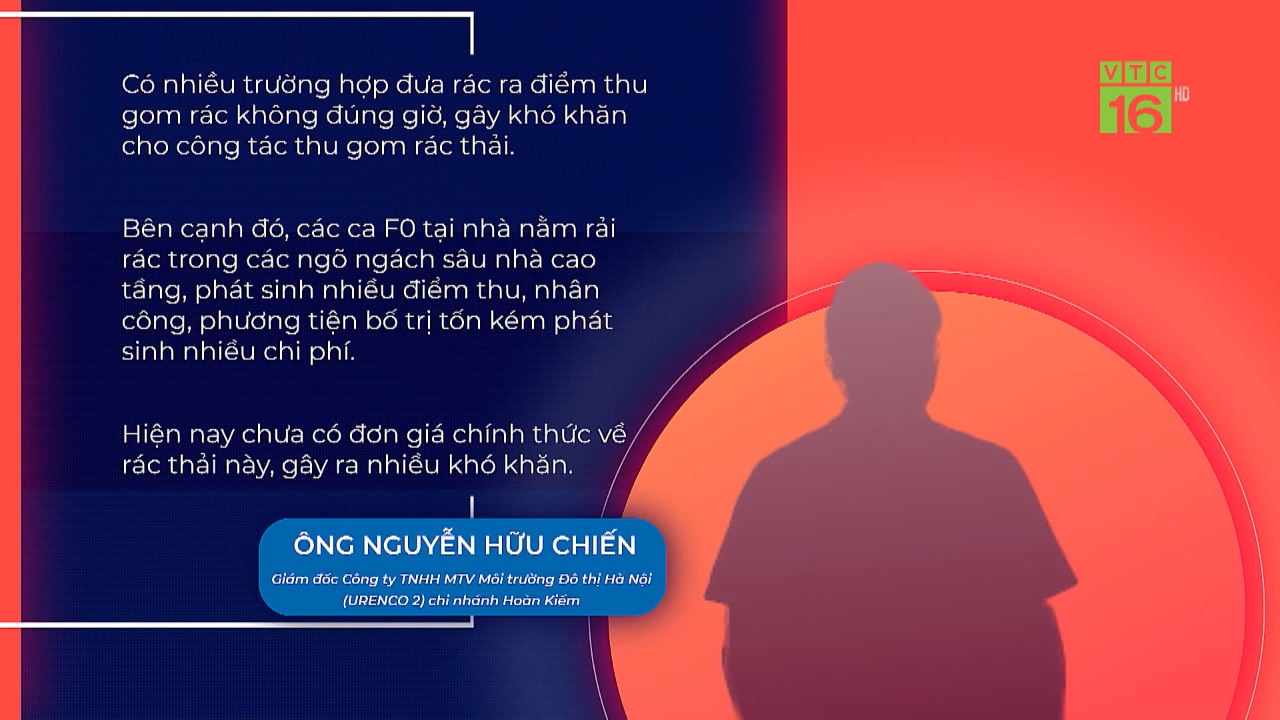 Có nhiều trường hợp đưa rác ra điểm thu
gom rác không đúng giờ, gây khó khăn
cho công tác thu gom rác thải.
Bên cạnh đó, các ca F0 tại nhà nằm rải
rác trong các ngõ ngách sâu nhà cao
tầng, phát sinh nhiều điểm thu, nhân
công, phương tiện bố trị tốn kém phát
sinh nhiều chi phí.
Hiện nay chưa có đơn giá chính thức về
rác thải này, gây ra nhiều khó khăn.
ÔNG NGUYỄN HỮU CHIẾN
Giám đốc Công ty TNHH MTV Môi trường Đô thị Hà Nội
(URENCO 2) chi nhánh Hoàn Kiếm
VTC
16 HD